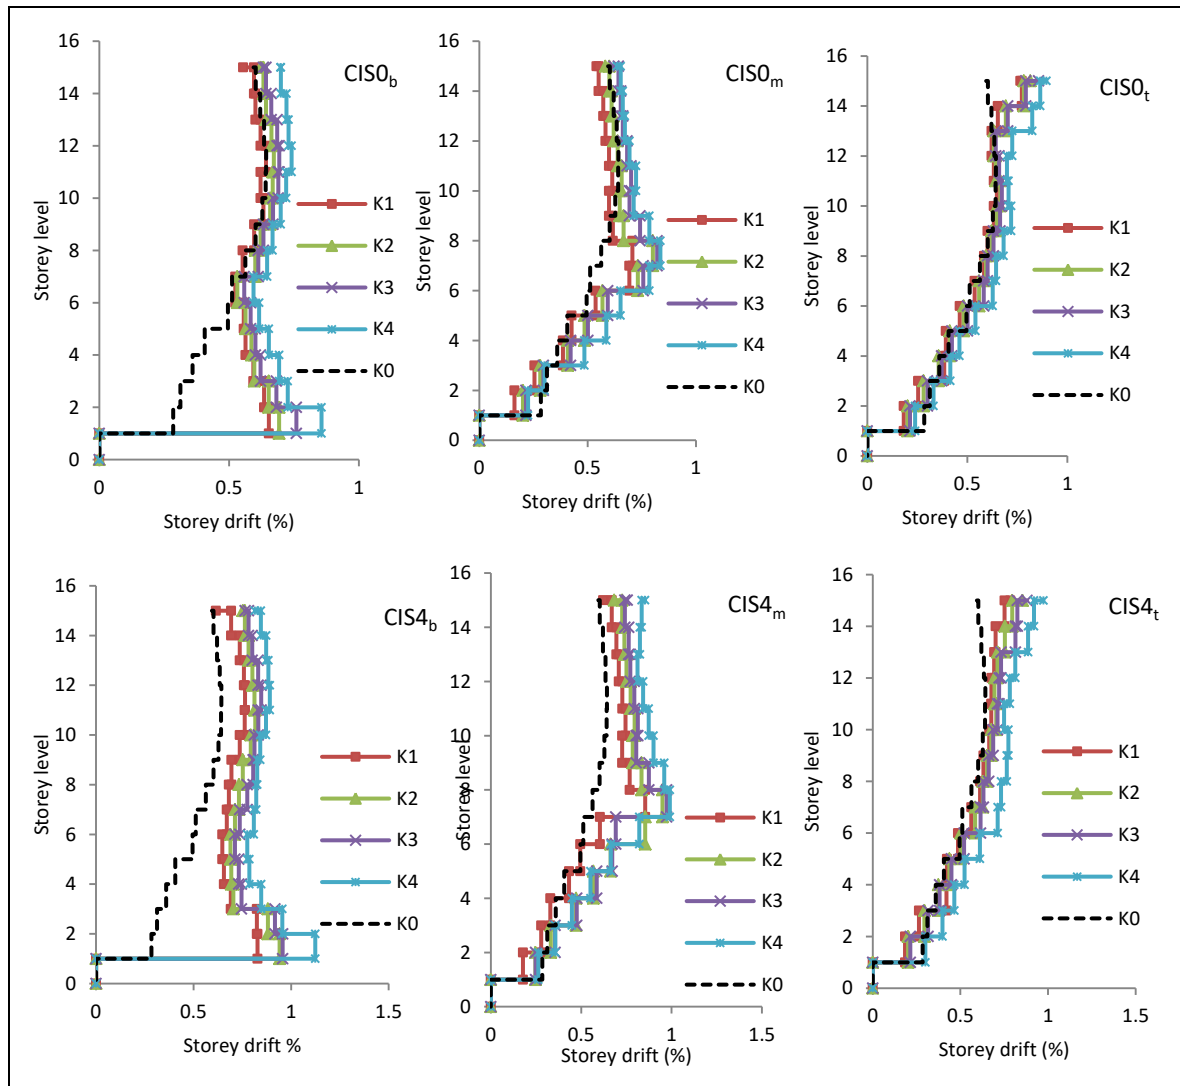 CIS0b
Storey level
16
14
12
10
8
6
4
2
0
K1
K2
K3
K4
K0
0
0.5
1
Storey drift (%)
CIS0m
Storey level
16
14
12
10
8
6
4
2
0
K1
K2
K3
K4
K0
0
0.5
1
Storey drift (%)
CIS0t
Storey level
16
14
12
10
8
6
4
2
0
K1
K2
K3
K4
K0
0
0.5
1
Storey drift (%)
CIS4b
Storey level
16
14
12
10
8
6
4
2
0
K1
K2
K3
K4
K0
0
0.5
1
1.5
Storey drift %
CIS4m
Storey level
16
14
12
10
8
6
4
2
0
K1
K2
K3
K4
K0
0
0.5
1
1.5
Storey drift (%)
CIS4t
Storey level
16
14
12
10
8
6
4
2
0
K1
K2
K3
K4
K0
0
0.5
1
1.5
Storey drift (%)